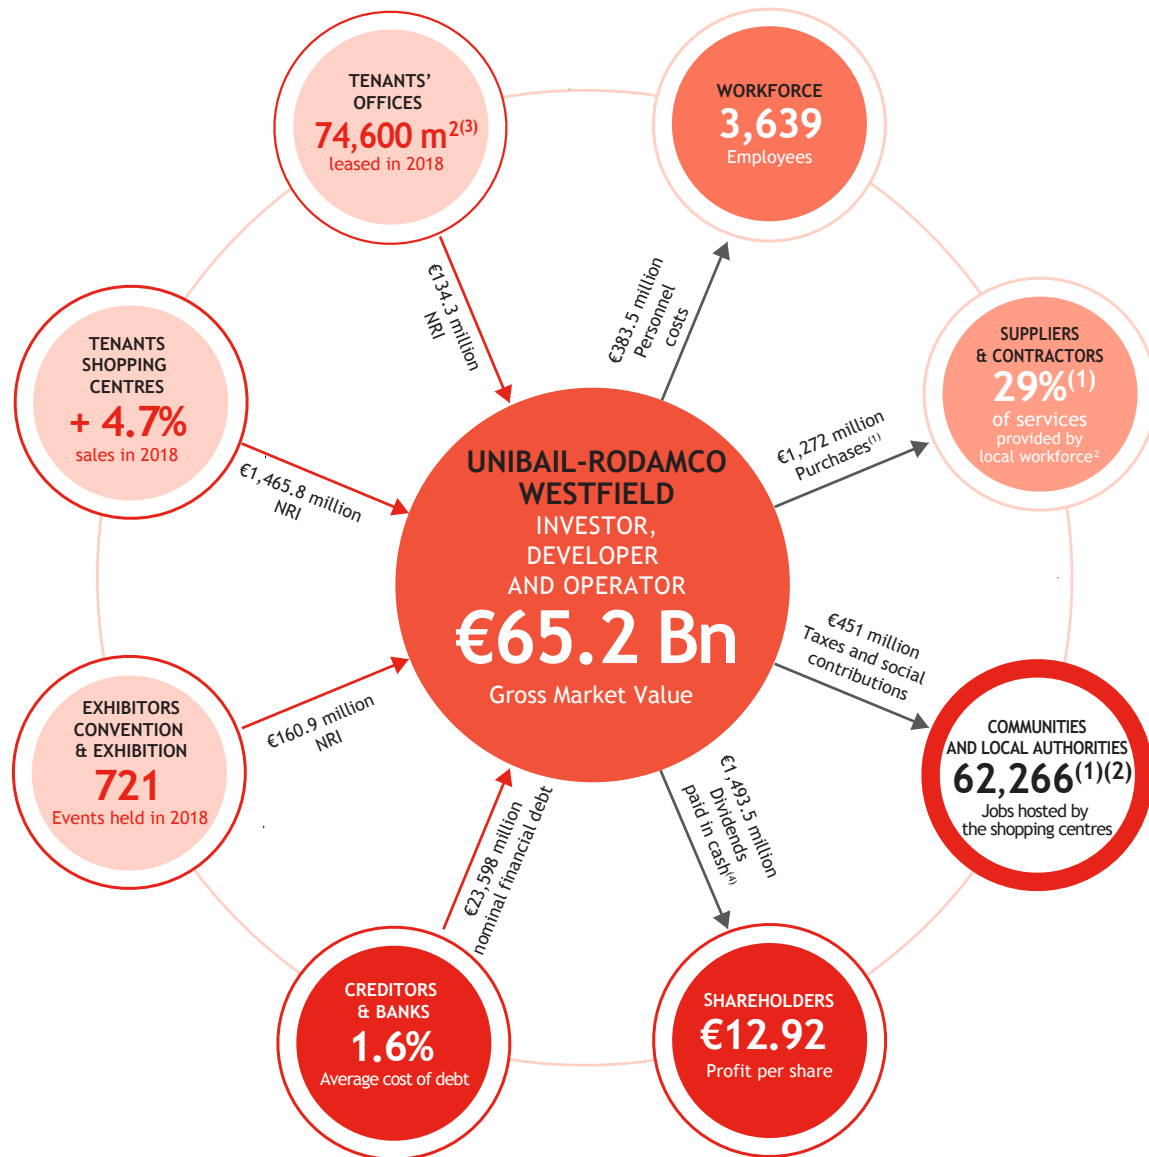 TENANTS’
OFFICES
74,600 m²⁽³⁾
leased in 2018
WORKFORCE
3,639
Employees
€134.3 million
NRI
€383.5 million
Personnel
costs
TENANTS
SHOPPING
CENTRES
+ 4.7%
sales in 2018
€1,465.8 million
NRI
SUPPLIERS
& CONTRACTORS
29%⁽¹⁾
of services
provided by
local workforce²
€1,272 million
Purchases⁽¹⁾
UNIBAIL-RODAMCO
WESTFIELD
INVESTOR,
DEVELOPER
AND OPERATOR
€65.2 Bn
Gross Market Value
EXHIBITORS
CONVENTION
& EXHIBITION
721
Events held in 2018
€160.9 million
NRI
€451 million
Taxes and social
contributions
COMMUNITIES
AND LOCAL AUTHORITIES
62,266⁽¹⁾⁽²⁾
Jobs hosted by
the shopping centres
€23,598 million
nominal financial debt
€1,493.5 million
Dividends
paid in cash⁽⁴⁾
CREDITORS
& BANKS
1.6%
Average cost of debt
SHAREHOLDERS
€12.92
Profit per share